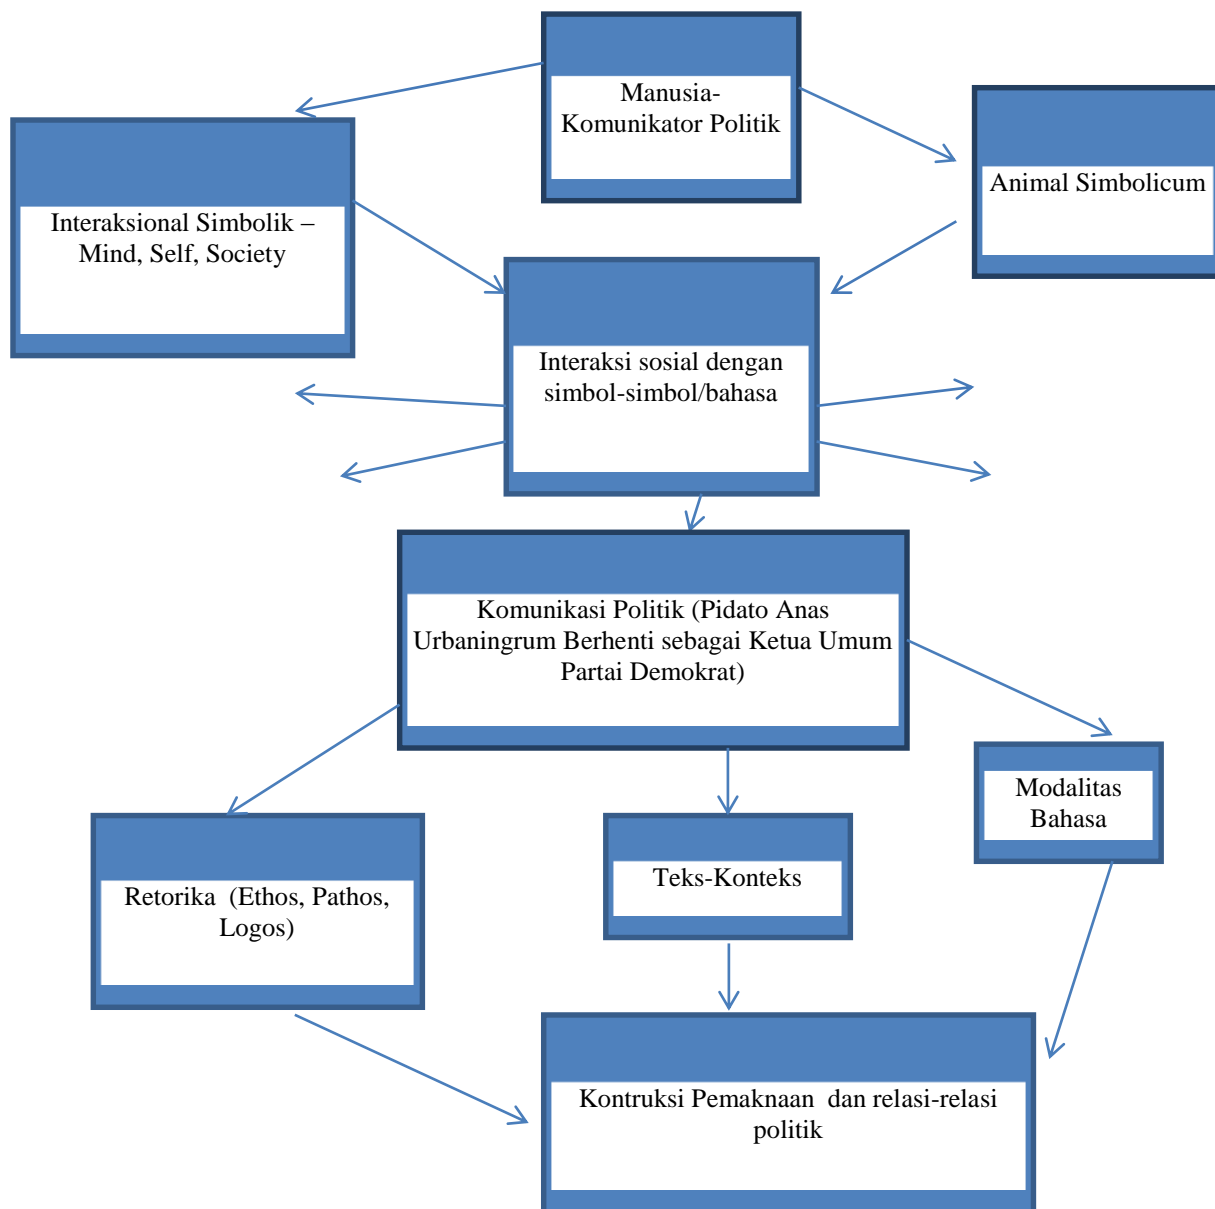 Manusia-
Komunikator Politik
Animal Simbolicum
Interaksional Simbolik –
Mind, Self, Society
Interaksi sosial dengan
simbol-simbol/bahasa
Komunikasi Politik (Pidato Anas
Urbaningrum Berhenti sebagai Ketua Umum
Partai Demokrat)
Modalitas
Bahasa
Teks-Konteks
Retorika (Ethos, Pathos,
Logos)
Kontruksi Pemaknaan dan relasi-relasi
politik